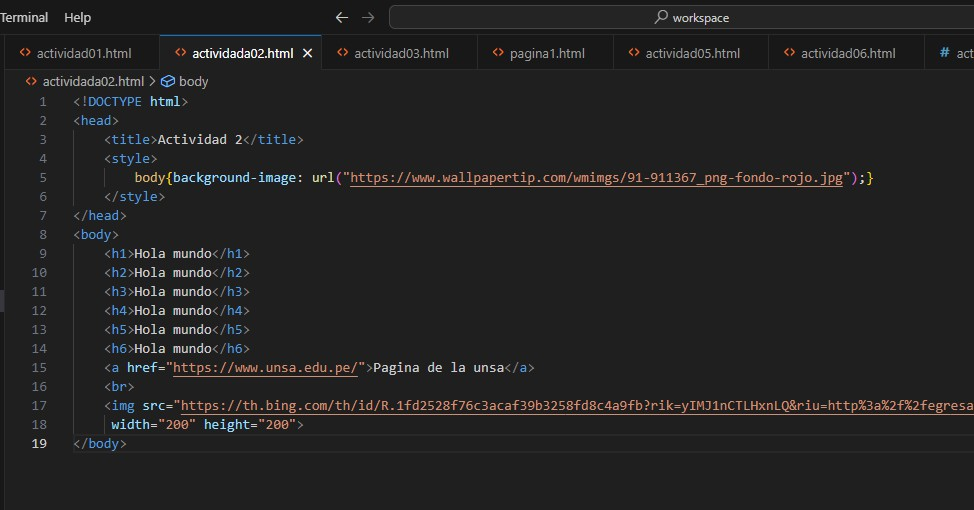 Terminal Help workspace
actividad01.html actividada02.html actividad03.html pagina1.html actividad05.html actividad06.html # act
actividada02.html > body
1 <!DOCTYPE html>
2 <head>
3 <title>Actividad 2</title>
4 <style>
5 body{background-image: url("https://www.wallpapertip.com/wmimgs/91-911367_png-fondo-rojo.jpg");}
6 </style>
7 </head>
8 <body>
9 <h1>Hola mundo</h1>
10 <h2>Hola mundo</h2>
11 <h3>Hola mundo</h3>
12 <h4>Hola mundo</h4>
13 <h5>Hola mundo</h5>
14 <h6>Hola mundo</h6>
15 <a href="https://www.unsa.edu.pe/">Pagina de la unsa</a>
16 <br>
17 <img src="https://th.bing.com/th/id/R.1fd2528f76c3acaf39b3258fd8c4a9fb?rik=yIMJ1nCTLHxnLQ&riu=http%3a%2f%2fegresa
18 width="200" height="200">
19 </body>